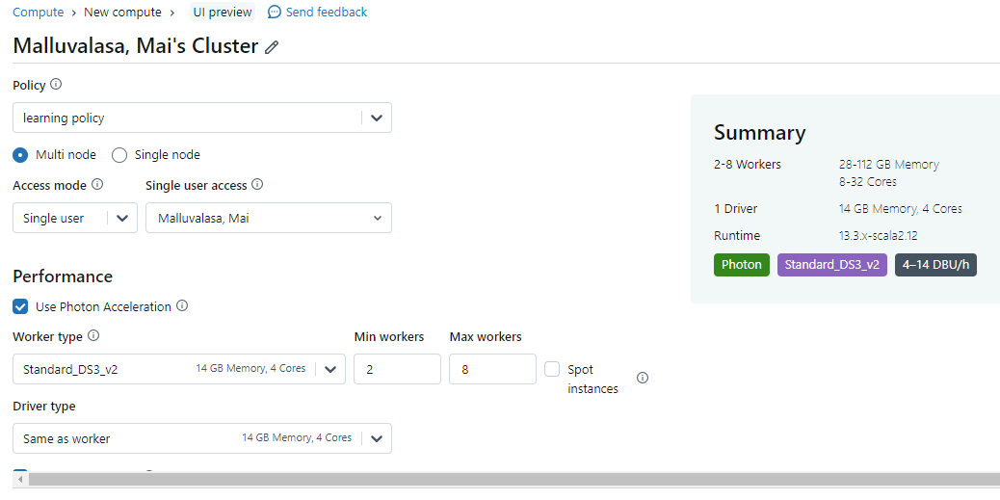 Compute > New compute > UI preview Send feedback
Malluvalasa, Mai's Cluster
Policy
learning policy
Multi node Single node
Access mode Single user access
Single user Malluvalasa, Mai
Performance
Use Photon Acceleration
Worker type Min workers Max workers
Standard_DS3_v2 14 GB Memory, 4 Cores 2 8 Spot
instances
Driver type
Same as worker 14 GB Memory, 4 Cores
Summary
2-8 Workers 28-112 GB Memory
8-32 Cores
1 Driver 14 GB Memory, 4 Cores
Runtime 13.3.x-scala2.12
Photon Standard_DS3_v2 4–14 DBU/h